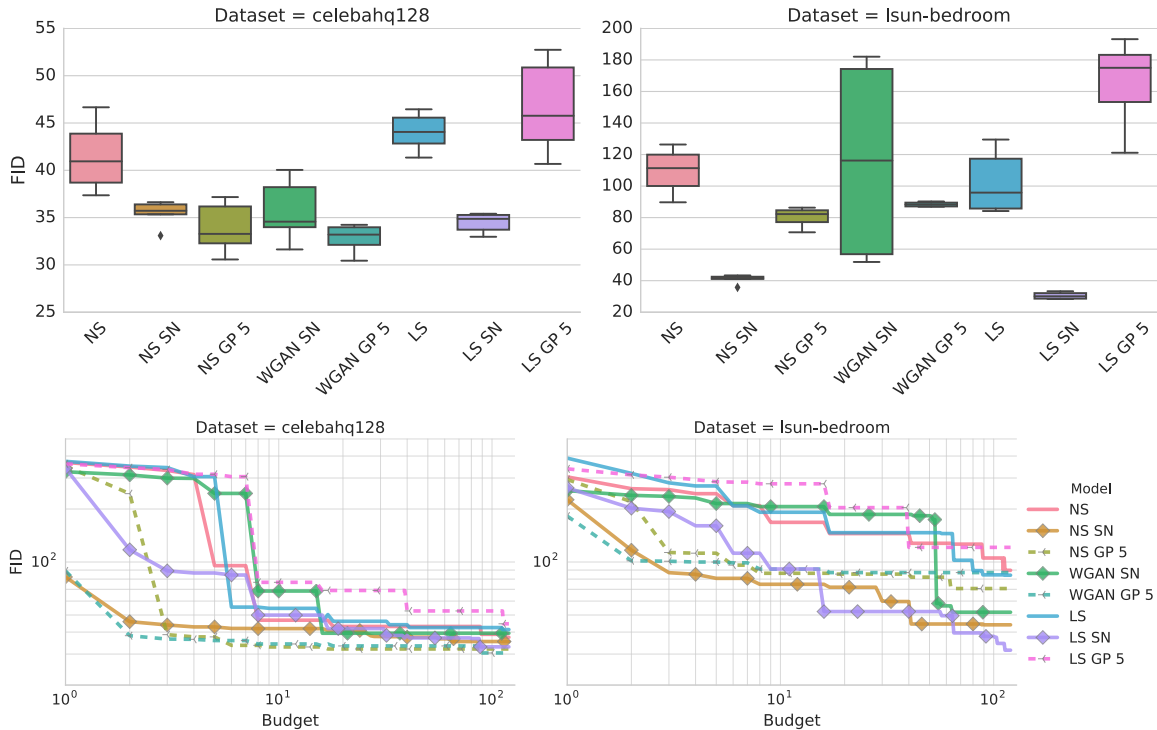 Dataset = celebahq128
Dataset = lsun-bedroom
FID
55
50
45
40
35
30
25
200
180
160
140
120
100
80
60
40
20
NS
NS SN
NS GP 5
WGAN SN
WGAN GP 5
LS
LS SN
LS GP 5
NS
NS SN
NS GP 5
WGAN SN
WGAN GP 5
LS
LS SN
LS GP 5
Dataset = celebahq128
Dataset = lsun-bedroom
FID
10²
10²
10⁰
10¹
10²
10⁰
10¹
10²
Budget
Budget
Model
NS
NS SN
NS GP 5
WGAN SN
WGAN GP 5
LS
LS SN
LS GP 5